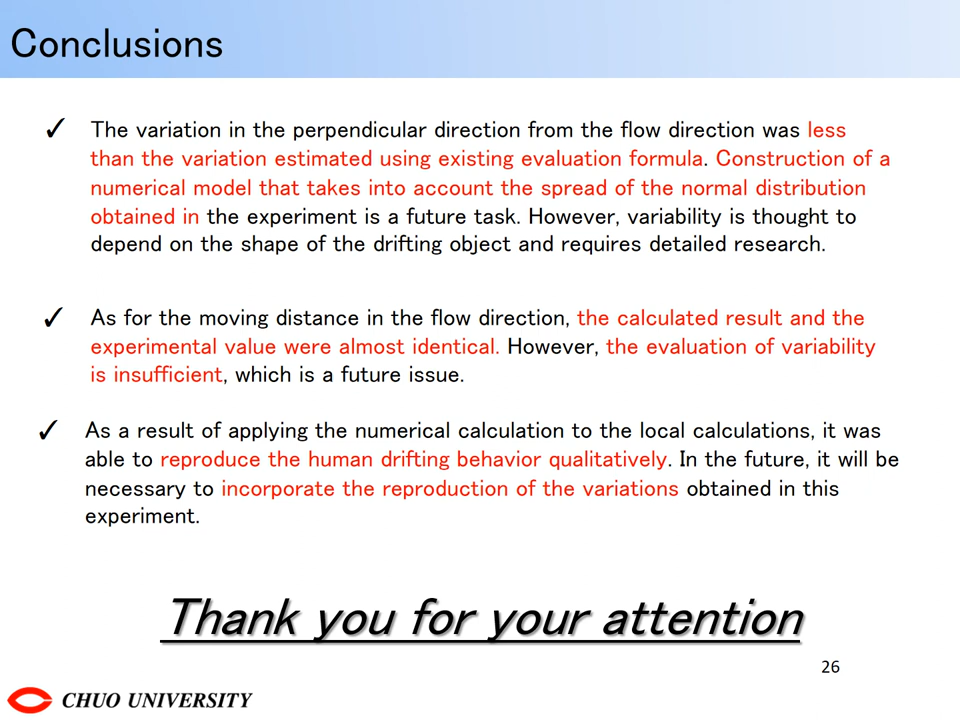 Conclusions
✓ The variation in the perpendicular direction from the flow direction was less
than the variation estimated using existing evaluation formula. Construction of a
numerical model that takes into account the spread of the normal distribution
obtained in the experiment is a future task. However, variability is thought to
depend on the shape of the drifting object and requires detailed research.
✓ As for the moving distance in the flow direction, the calculated result and the
experimental value were almost identical. However, the evaluation of variability
is insufficient, which is a future issue.
✓ As a result of applying the numerical calculation to the local calculations, it was
able to reproduce the human drifting behavior qualitatively. In the future, it will be
necessary to incorporate the reproduction of the variations obtained in this
experiment.
Thank you for your attention
26
CHUO UNIVERSITY